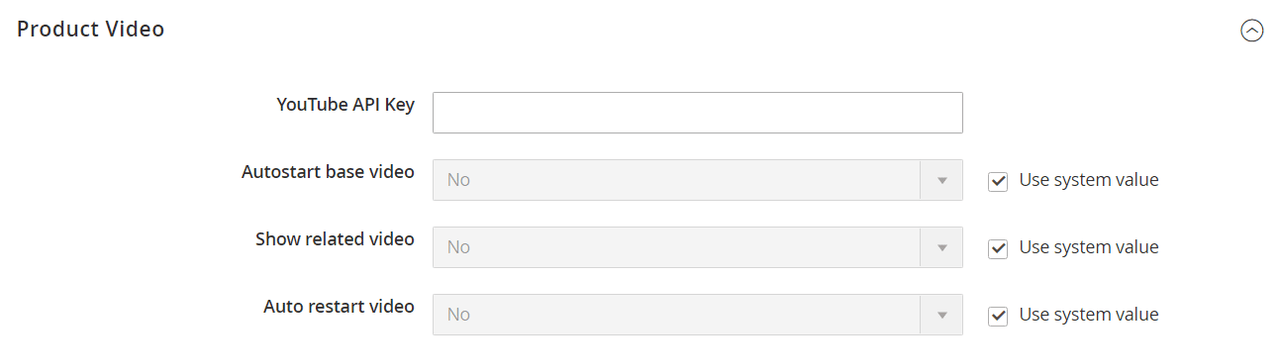 Product Video
YouTube API Key
Autostart base video No Use system value
Show related video No Use system value
Auto restart video No Use system value